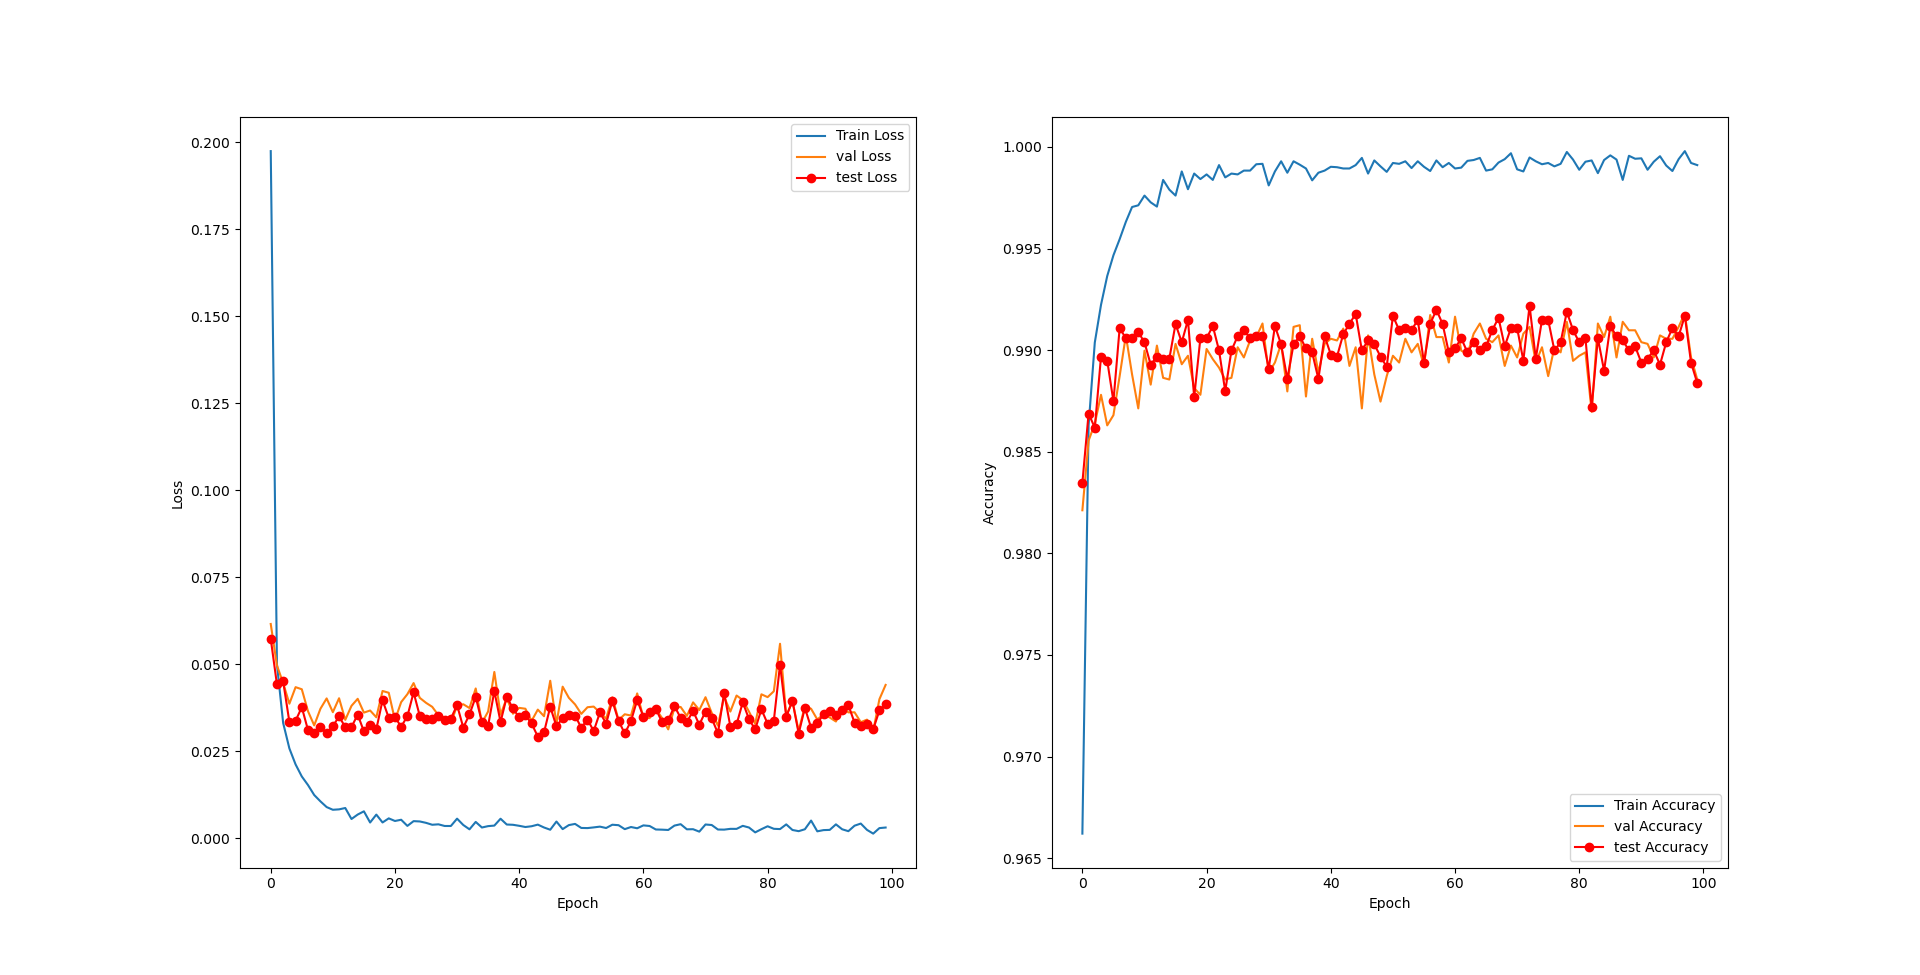 0.200
0.175
0.150
0.125
0.100
0.075
0.050
0.025
0.000
Loss
0 20 40 60 80 100
Epoch
Train Loss
val Loss
test Loss
1.000
0.995
0.990
0.985
0.980
0.975
0.970
0.965
Accuracy
0 20 40 60 80 100
Epoch
Train Accuracy
val Accuracy
test Accuracy